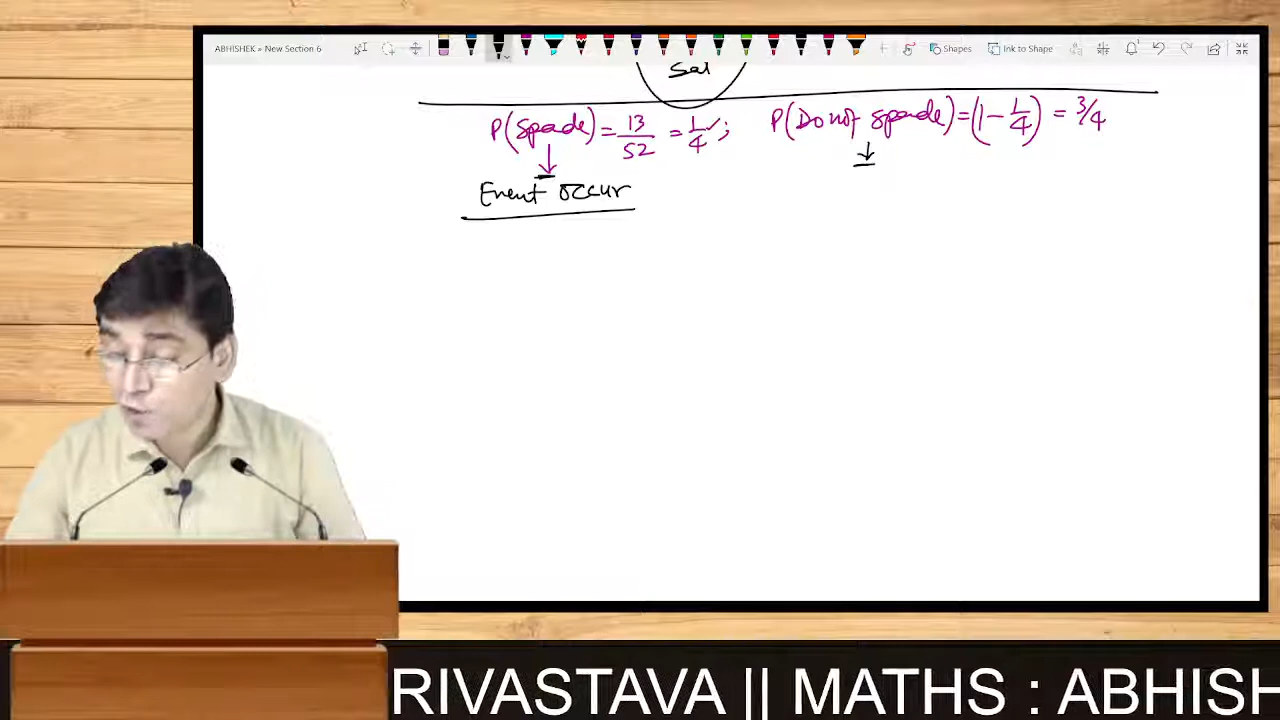 ABHISHEK » New Section 6
Shapes
Ink to Shape
Sol
P(Spade) = 13/52 = 1/4 ✓; P(Do not spade) = (1 - 1/4) = 3/4
Event occur
RIVASTAVA || MATHS : ABHISH